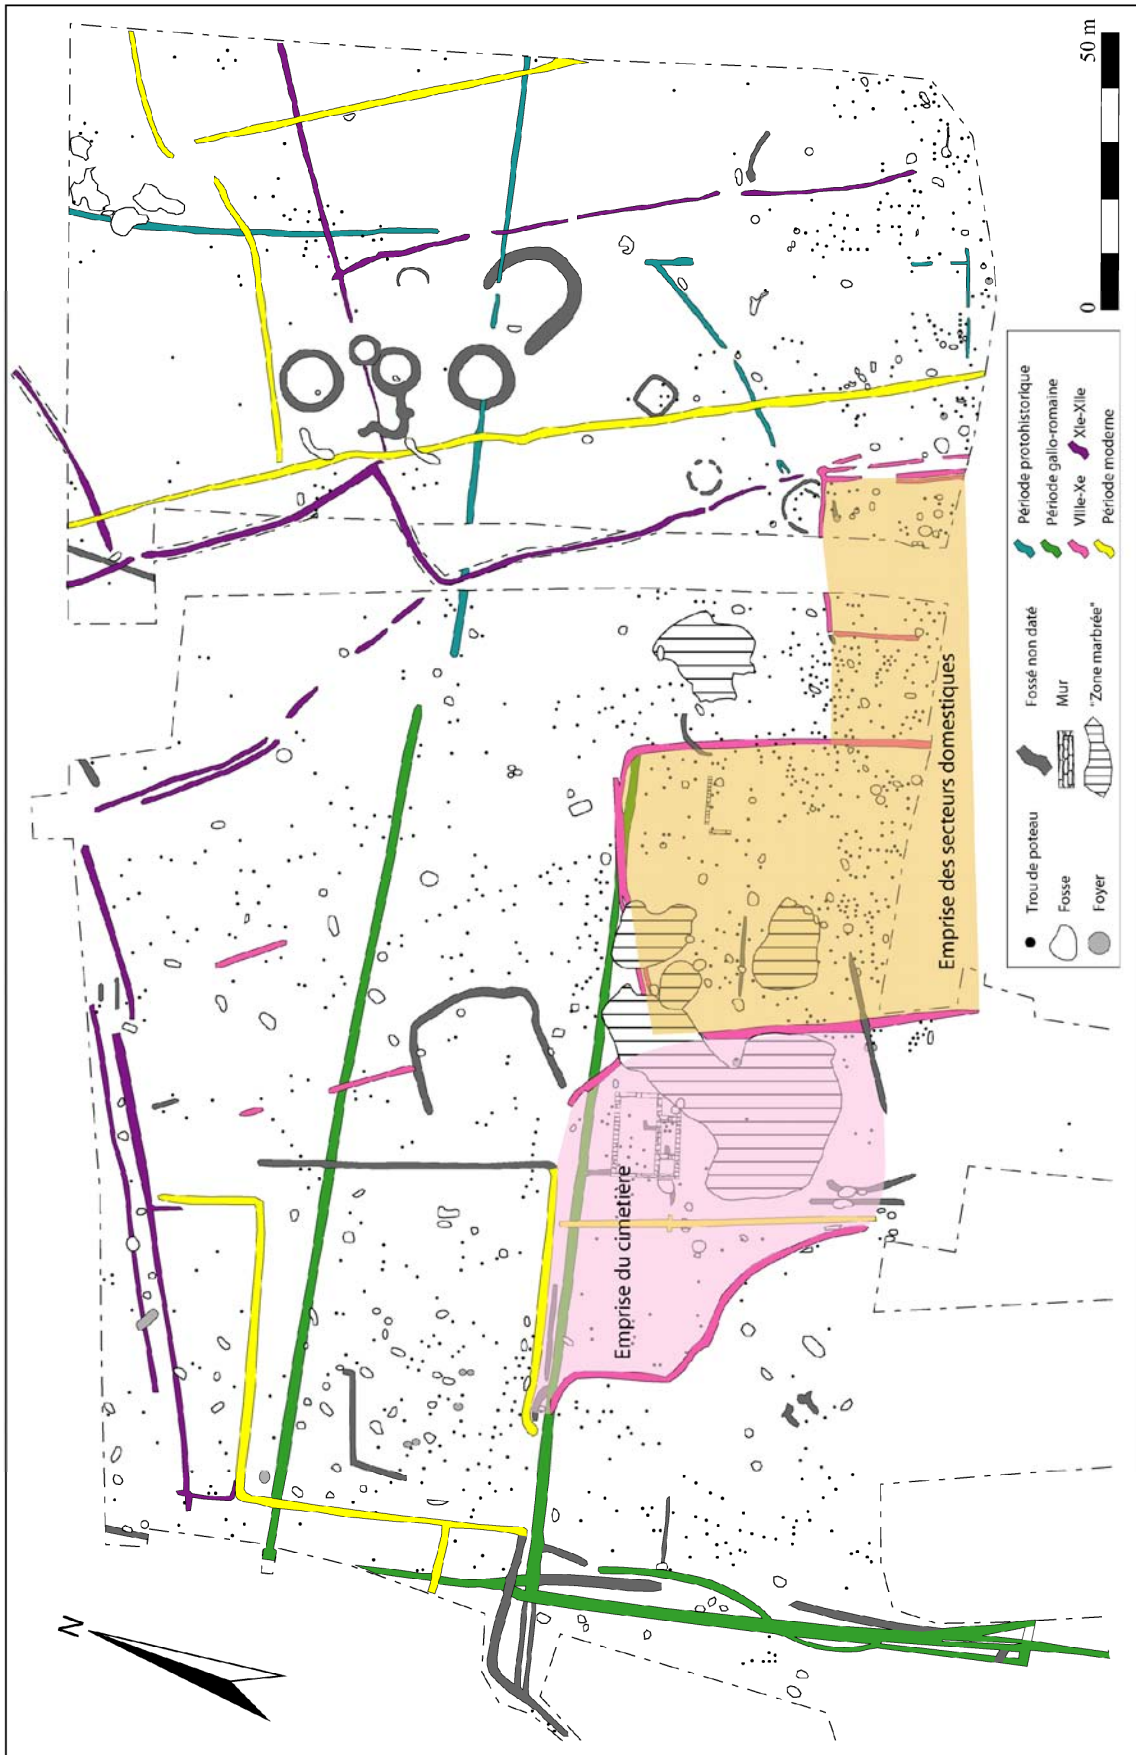 N
50 m
0
Emprise du cimetière
Emprise des secteurs domestiques
Trou de poteau
Fosse
Foyer
Fossé non daté
Mur
"Zone marbrée"
Période protohistorique
Période gallo-romaine
VIIIe-Xe
XIe-XIIe
Période moderne